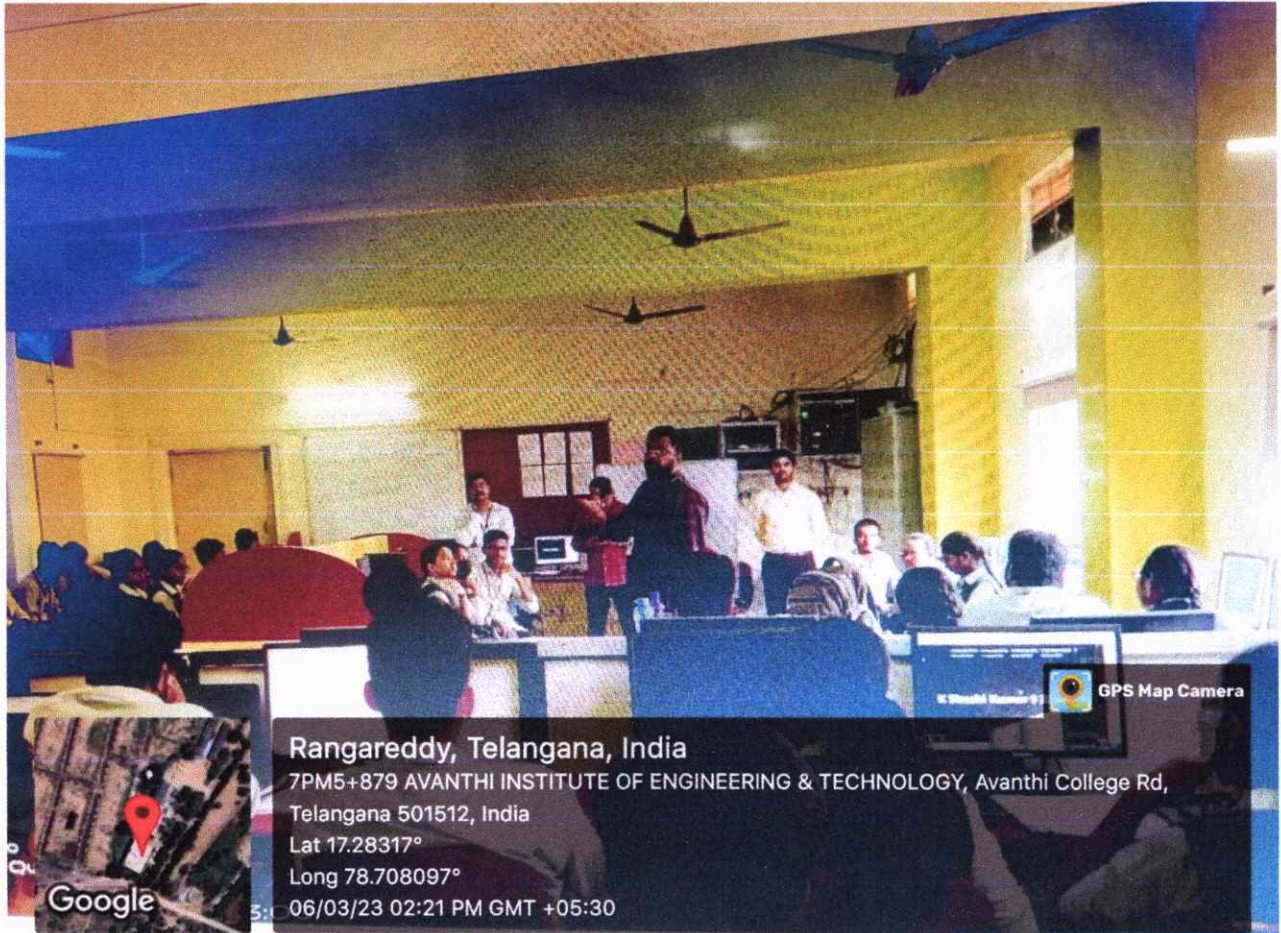 GPS Map Camera
Rangareddy, Telangana, India
7PM5+879 AVANTHI INSTITUTE OF ENGINEERING & TECHNOLOGY, Avanthi College Rd,
Telangana 501512, India
Lat 17.28317°
Long 78.708097°
06/03/23 02:21 PM GMT +05:30
Google